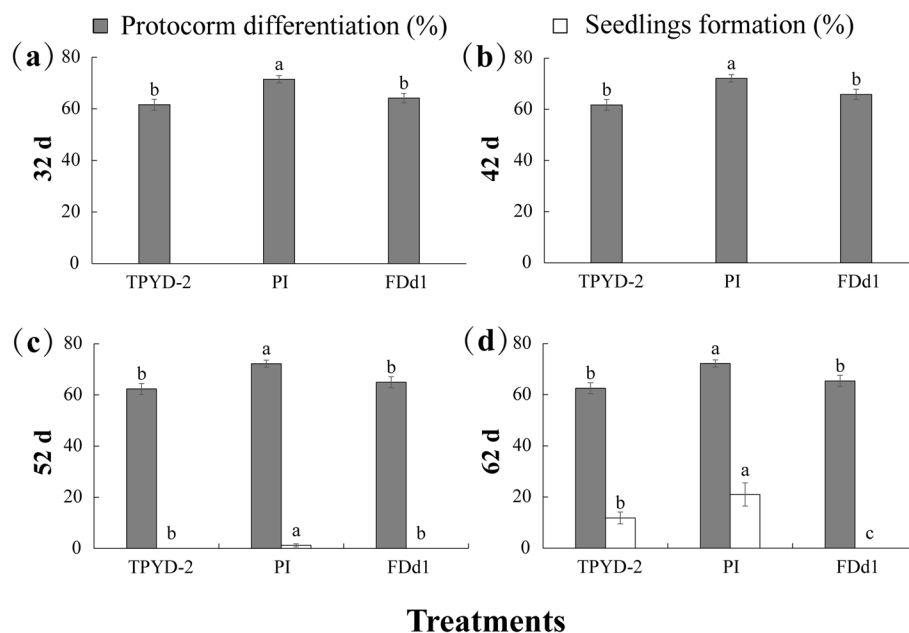 Protocorm differentiation (%) Seedlings formation (%)
(a)
80
60
40
20
0
32 d
b a b
TPYD-2 PI FDd1
(b)
80
60
40
20
0
42 d
b a b
TPYD-2 PI FDd1
(c)
80
60
40
20
0
52 d
b a b
b a b
TPYD-2 PI FDd1
(d)
80
60
40
20
0
62 d
b a b
b a c
TPYD-2 PI FDd1
Treatments